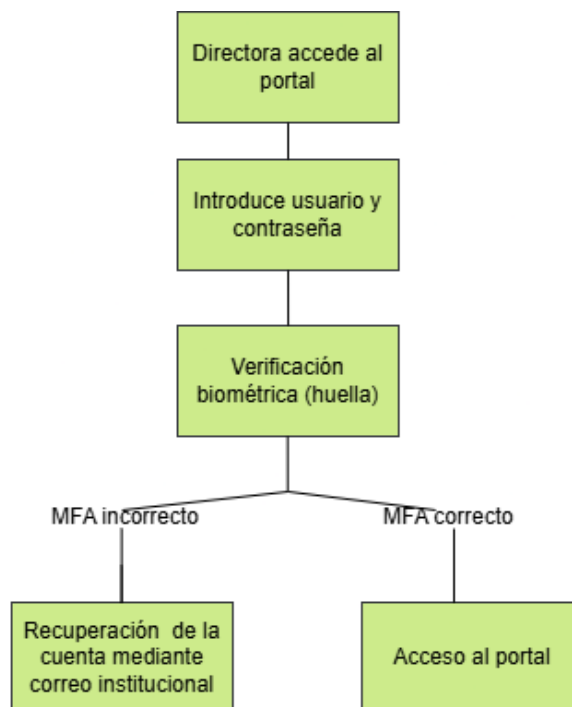 Directora accede al
portal
Introduce usuario y
contraseña
Verificación
biométrica (huella)
MFA incorrecto
MFA correcto
Recuperación de la
cuenta mediante
correo institucional
Acceso al portal